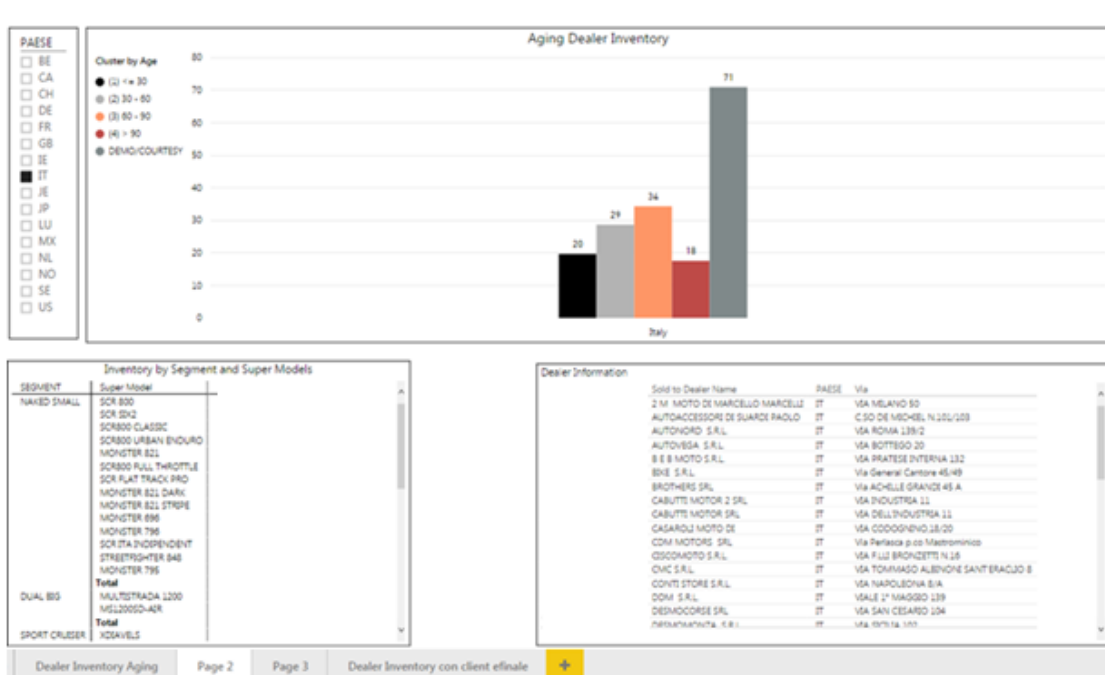 PAESE
BE
CA
CH
DE
FR
GB
IE
IT
JE
JP
LU
MX
NL
NO
SE
US
Aging Dealer Inventory
Cluster by Age
(1) <= 30
(2) 30 - 60
(3) 60 - 90
(4) > 90
DEMO/COURTESY
80
70
60
50
40
30
20
10
0
20
29
34
18
71
Italy
Inventory by Segment and Super Models
SEGMENT Super Model
NAKED SMALL SCR 800
SCR SIX2
SCR800 CLASSIC
SCR800 URBAN ENDURO
MONSTER 821
SCR800 FULL THROTTLE
SCR FLAT TRACK PRO
MONSTER 821 DARK
MONSTER 821 STRIPE
MONSTER 696
MONSTER 796
SCR ITA INDEPENDENT
STREETFIGHTER 848
MONSTER 795
Total
DUAL BIG MULTISTRADA 1200
MS1200SD-AIR
Total
SPORT CRUISER XDIAVELS
Dealer Information
Sold to Dealer Name PAESE Via
2 M MOTO DI MARCELLO MARCELLI IT VIA MILANO 50
AUTOACCESSORI DI SUARDI PAOLO IT C.SO DE MICHIEL N.101/103
AUTONORD S.R.L. IT VIA ROMA 139/2
AUTOVEGA S.R.L. IT VIA BOTTEGO 20
B E B MOTO S.R.L. IT VIA PRATESE INTERNA 132
BIKE S.R.L. IT Via General Cantore 45/49
BROTHERS SRL IT Via ACHILLE GRANDI 45 A
CABUTTI MOTOR 2 SRL IT VIA INDUSTRIA 11
CABUTTI MOTOR SRL IT VIA DELL'INDUSTRIA 11
CASAROLI MOTO DI IT VIA CODOGNINO,18/20
CDM MOTORS SRL IT Via Perlasca p.co Mastrominico
CISCOMOTO S.R.L. IT VIA F.LLI BRONZETTI N.16
CMC S.R.L. IT VIA TOMMASO ALBINONI SANT'ERACLIO 8
CONTI STORE S.R.L. IT VIA NAPOLEONA 8/A
DOM S.R.L. IT VIALE 1° MAGGIO 139
DESMOCORSE SRL IT VIA SAN CESARIO 104
DESMOMONZA S.R.L. IT VIA SICILIA 102
Dealer Inventory Aging Page 2 Page 3 Dealer Inventory con client efinale +